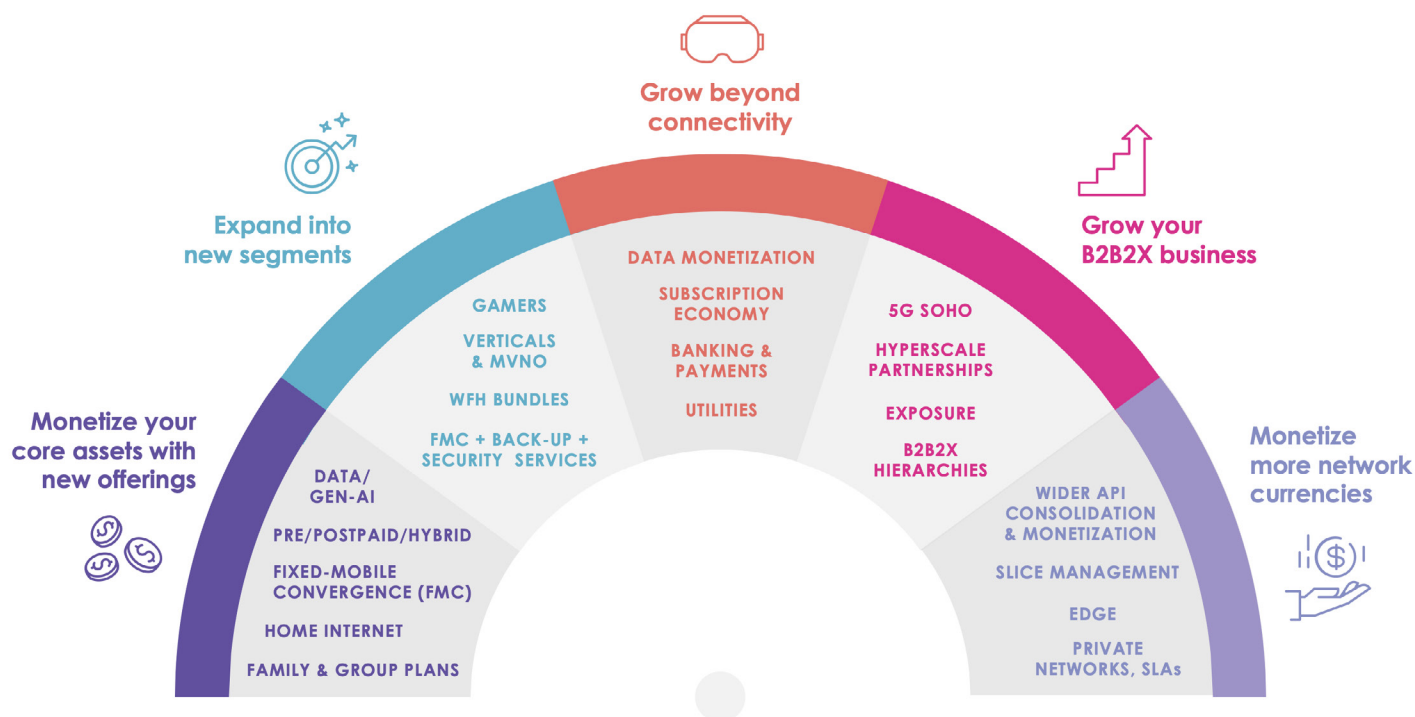 Grow beyond
connectivity
Expand into
new segments
Grow your
B2B2X business
Monetize your
core assets with
new offerings
Monetize
more network
currencies
DATA/
GEN-AI
PRE/POSTPAID/HYBRID
FIXED-MOBILE
CONVERGENCE (FMC)
HOME INTERNET
FAMILY & GROUP PLANS
GAMERS
VERTICALS
& MVNO
WFH BUNDLES
FMC + BACK-UP +
SECURITY SERVICES
DATA MONETIZATION
SUBSCRIPTION
ECONOMY
BANKING &
PAYMENTS
UTILITIES
5G SOHO
HYPERSCALE
PARTNERSHIPS
EXPOSURE
B2B2X
HIERARCHIES
WIDER API
CONSOLIDATION
& MONETIZATION
SLICE MANAGEMENT
EDGE
PRIVATE
NETWORKS, SLAs